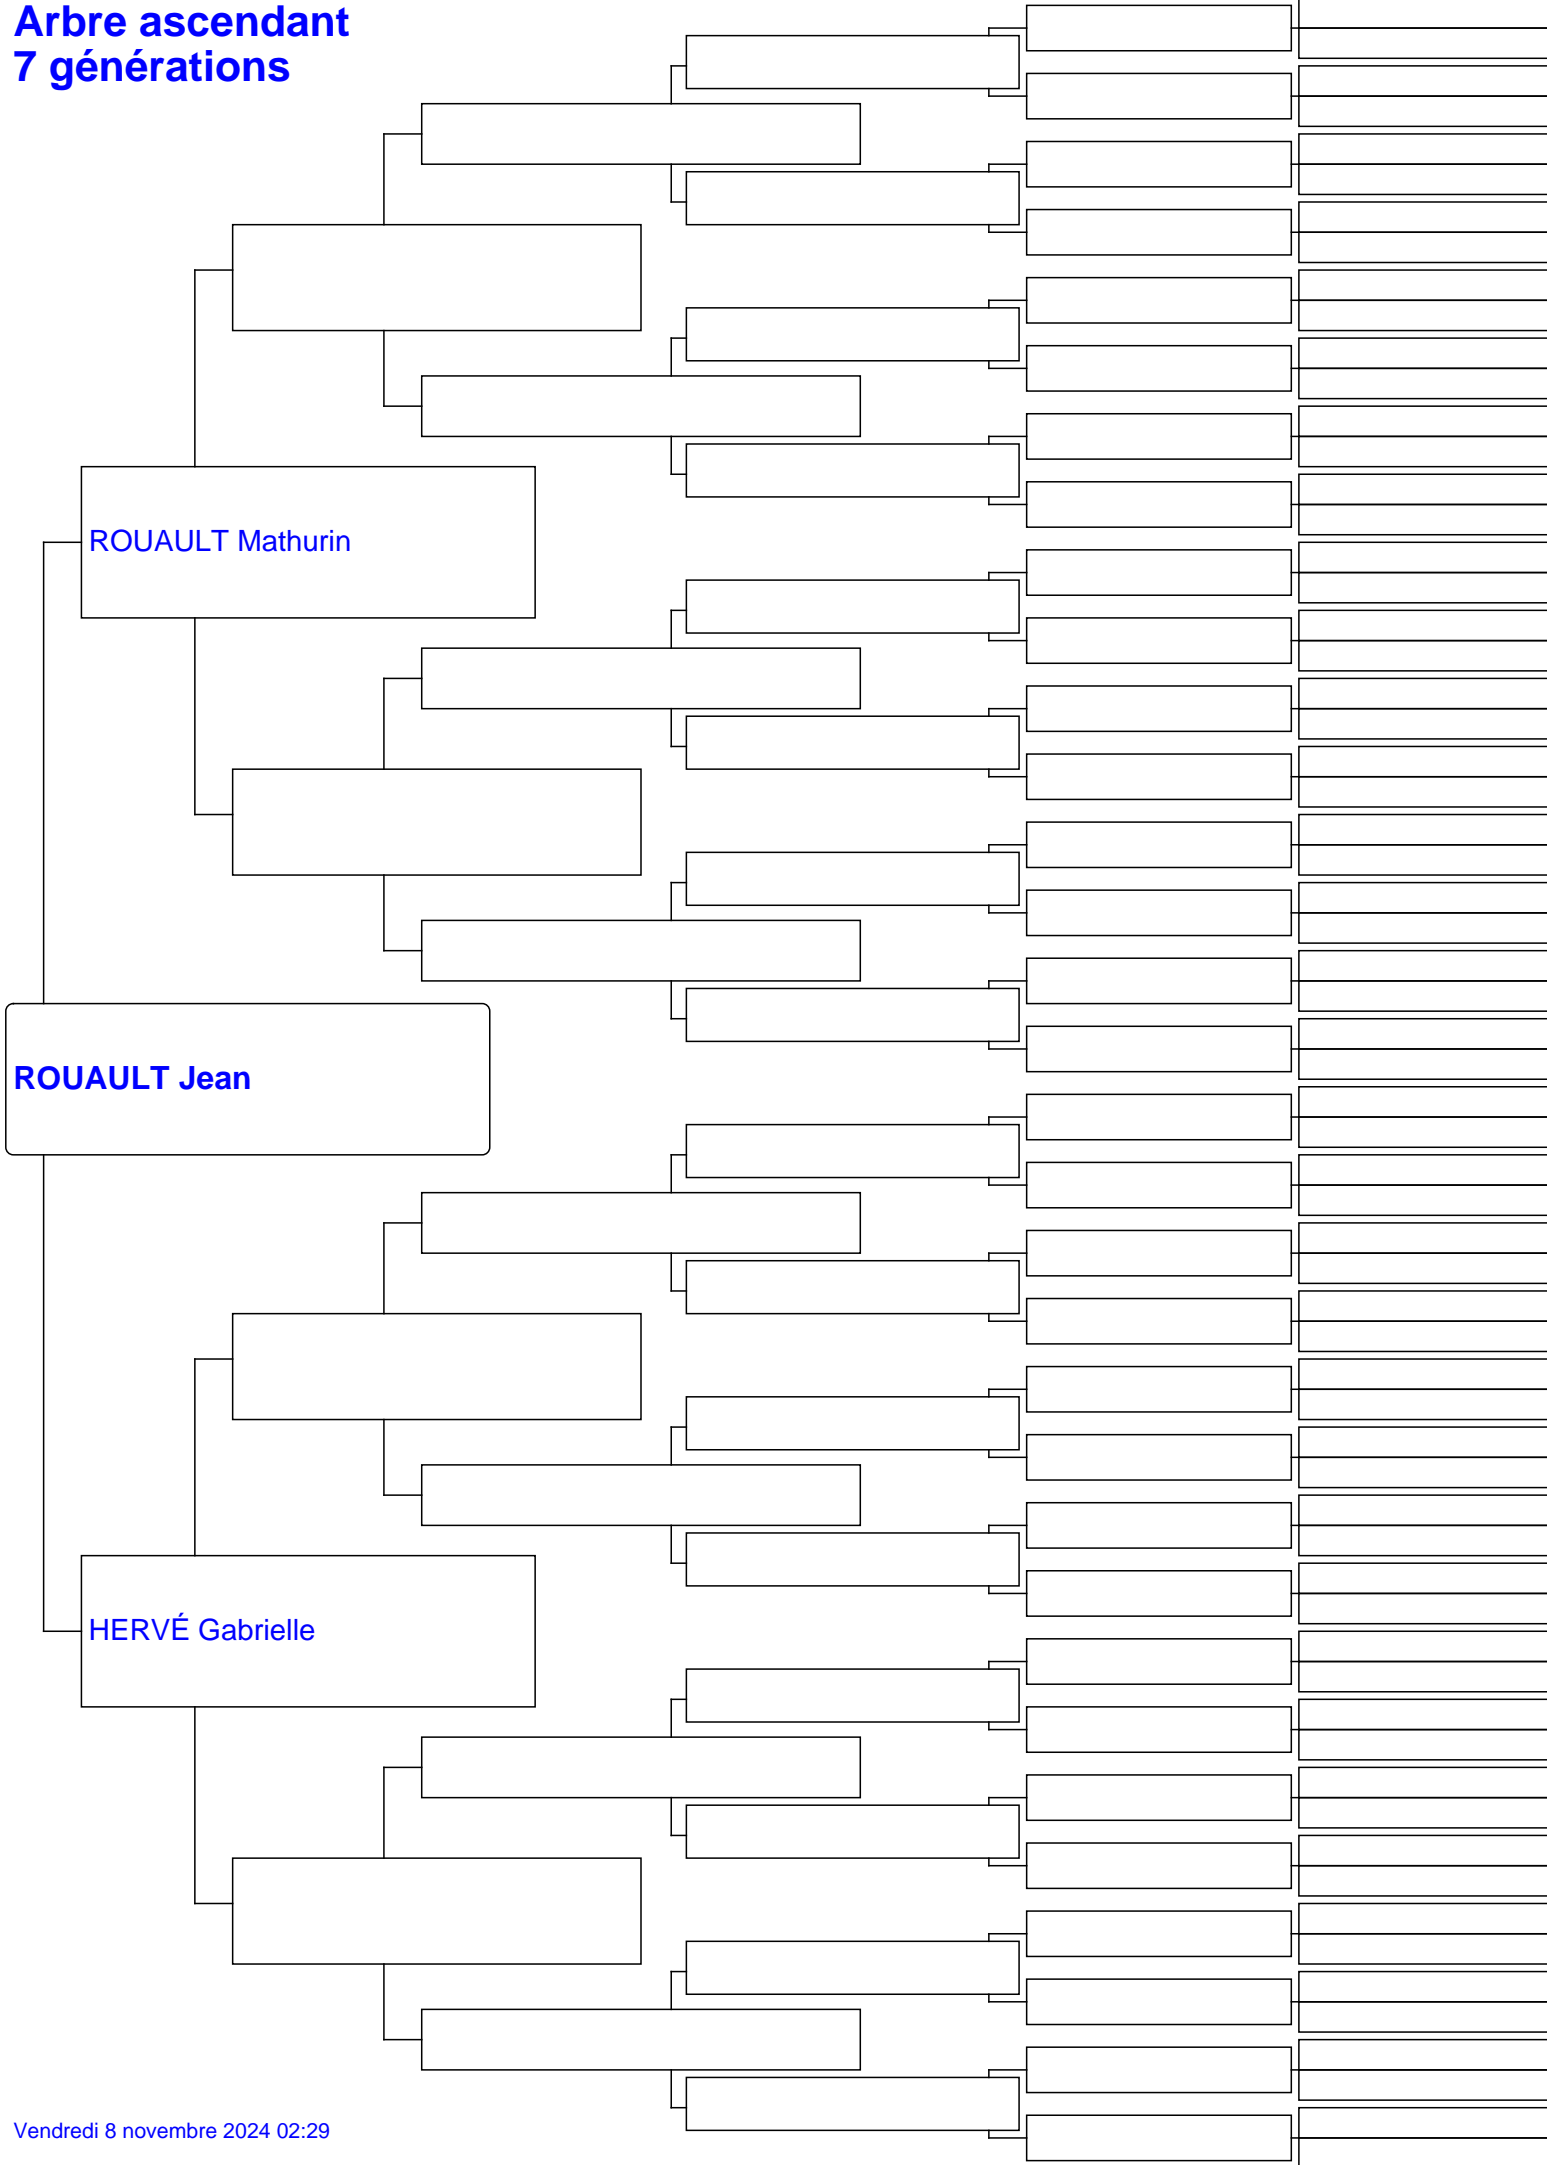 Arbre ascendant
7 générations
ROUAULT Mathurin
ROUAULT Jean
HERVÉ Gabrielle
Vendredi 8 novembre 2024 02:29